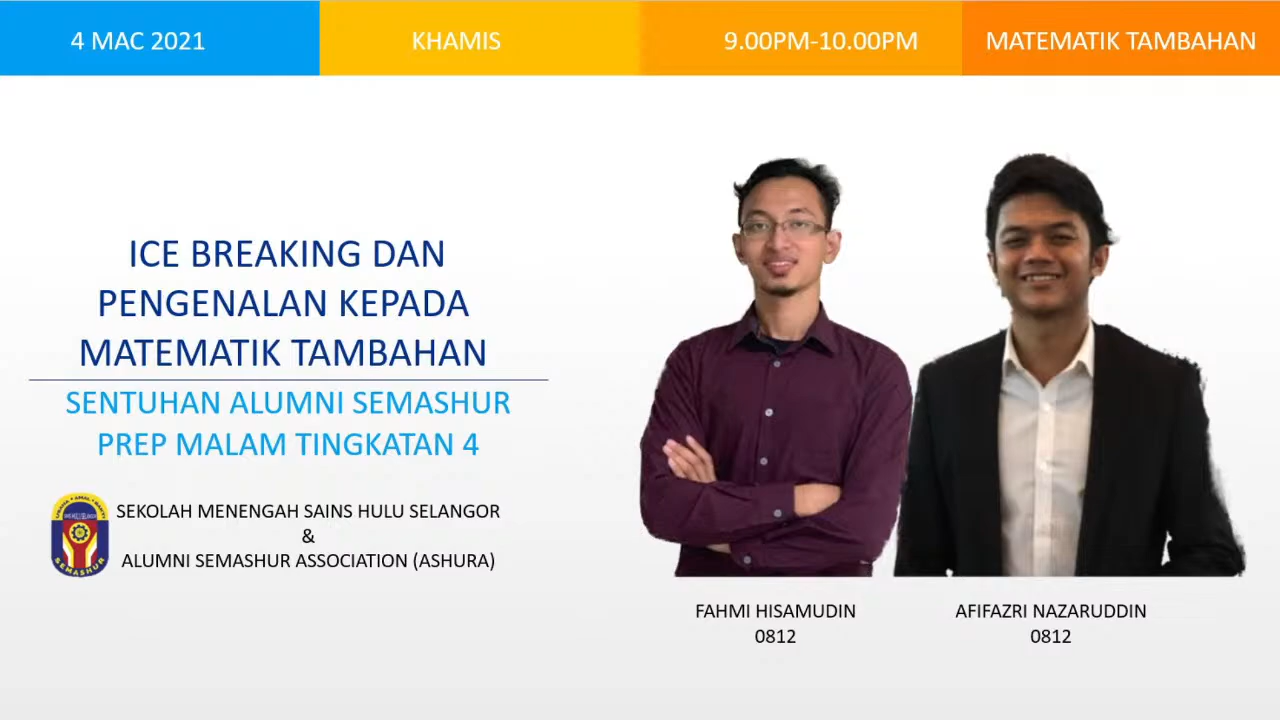 4 MAC 2021
KHAMIS
9.00PM-10.00PM
MATEMATIK TAMBAHAN
ICE BREAKING DAN
PENGENALAN KEPADA
MATEMATIK TAMBAHAN
SENTUHAN ALUMNI SEMASHUR
PREP MALAM TINGKATAN 4
SEKOLAH MENENGAH SAINS HULU SELANGOR
&
ALUMNI SEMASHUR ASSOCIATION (ASHURA)
SEMASHUR
FAHMI HISAMUDIN
0812
AFIFAZRI NAZARUDDIN
0812